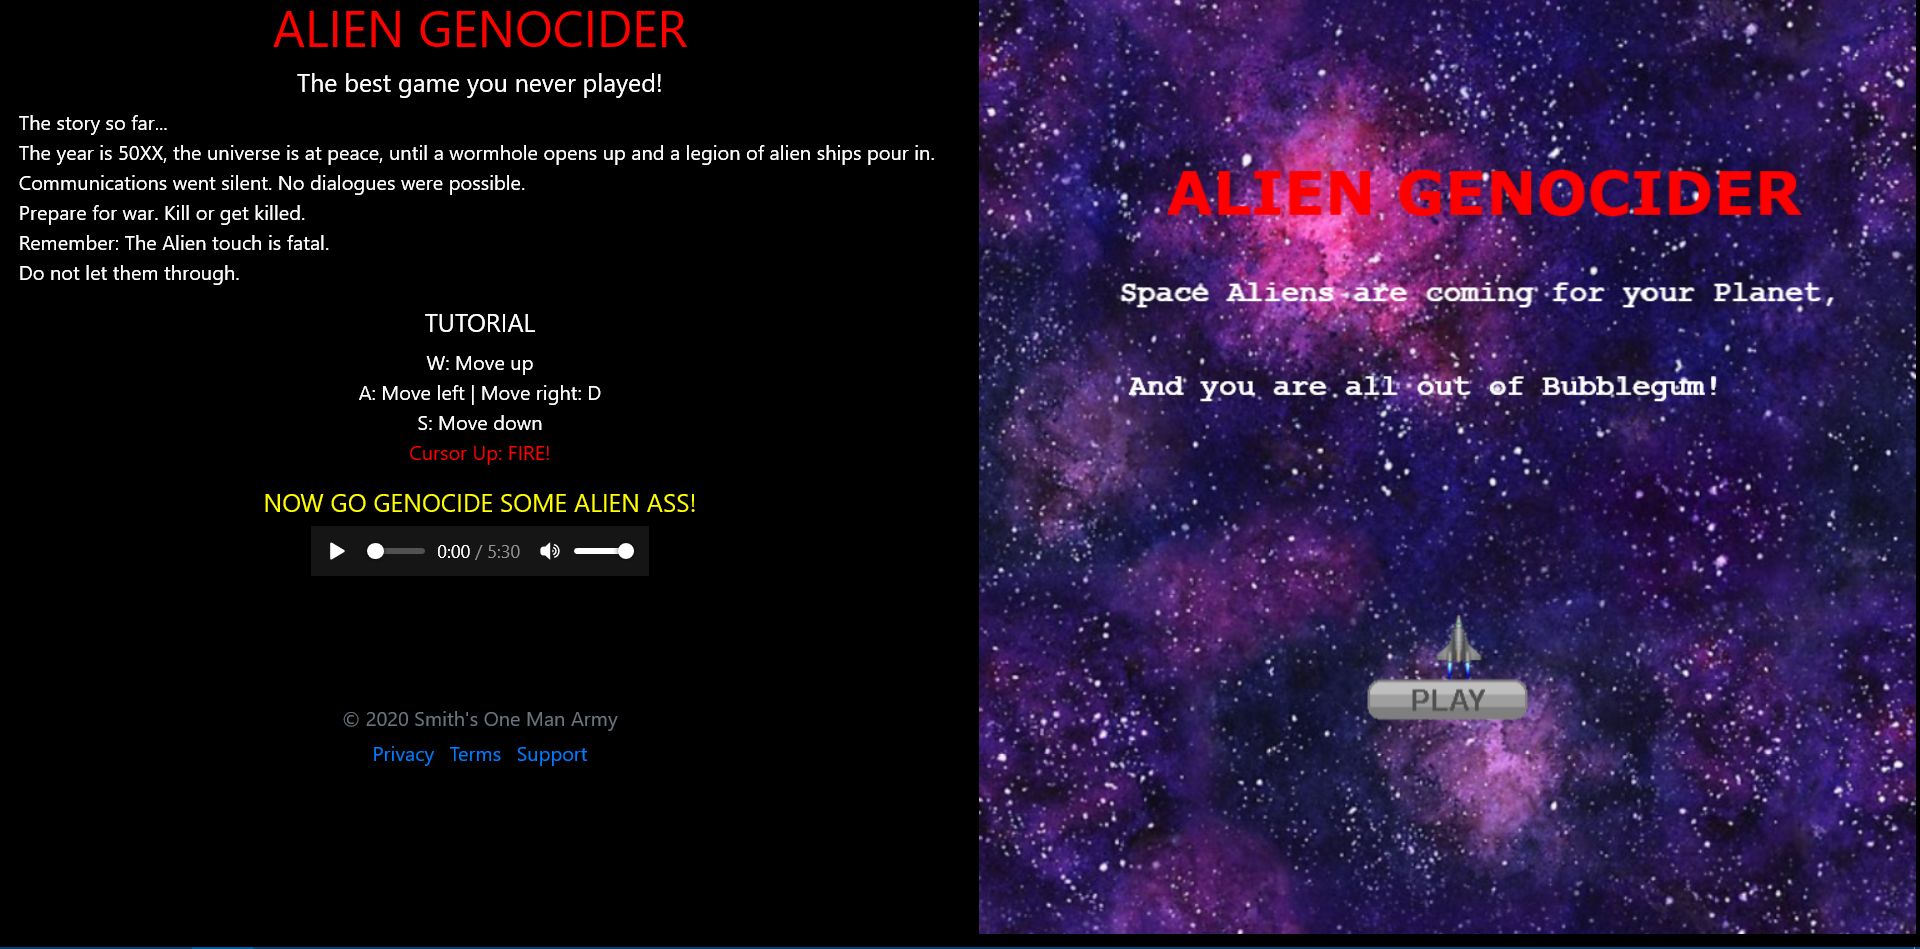 ALIEN GENOCIDER
The best game you never played!
The story so far...
The year is 50XX, the universe is at peace, until a wormhole opens up and a legion of alien ships pour in.
Communications went silent. No dialogues were possible.
Prepare for war. Kill or get killed.
Remember: The Alien touch is fatal.
Do not let them through.
TUTORIAL
W: Move up
A: Move left | Move right: D
S: Move down
Cursor Up: FIRE!
NOW GO GENOCIDE SOME ALIEN ASS!
0:00 / 5:30
© 2020 Smith's One Man Army
Privacy Terms Support
ALIEN GENOCIDER
Space Aliens are coming for your Planet,
And you are all out of Bubblegum!
PLAY